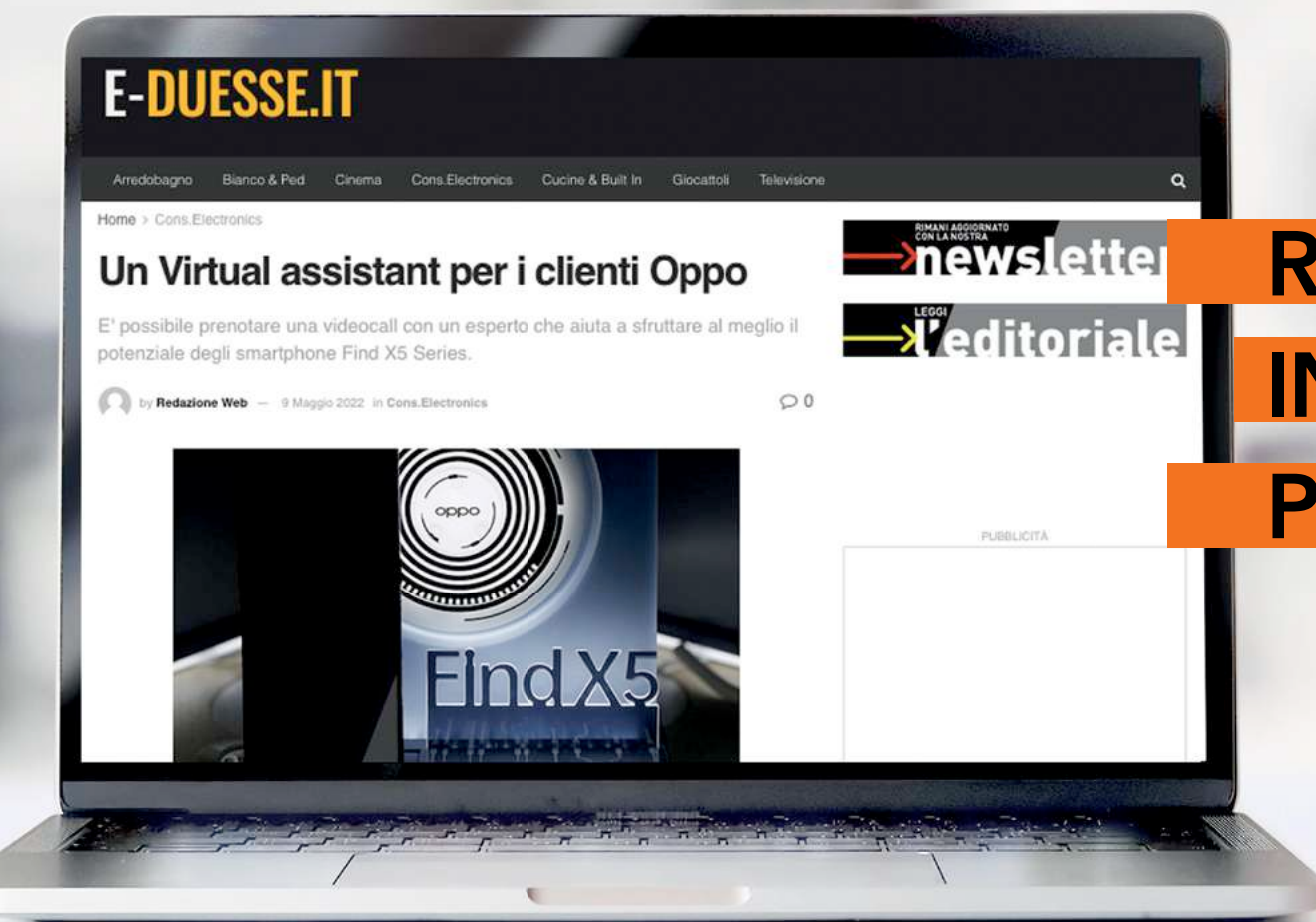 E-DUESSE.IT
Arredobagno Bianco & Ped Cinema Cons.Electronics Cucine & Built In Giocattoli Televisione
Home > Cons.Electronics
Un Virtual assistant per i clienti Oppo
E' possibile prenotare una videocall con un esperto che aiuta a sfruttare al meglio il
potenziale degli smartphone Find X5 Series.
by Redazione Web — 9 Maggio 2022 in Cons.Electronics
0
oppo
Find X5
RIMANI AGGIORNATO
CON LA NOSTRA
newslette
LEGGI
l'editoriale
PUBBLICITÀ
R
IN
P